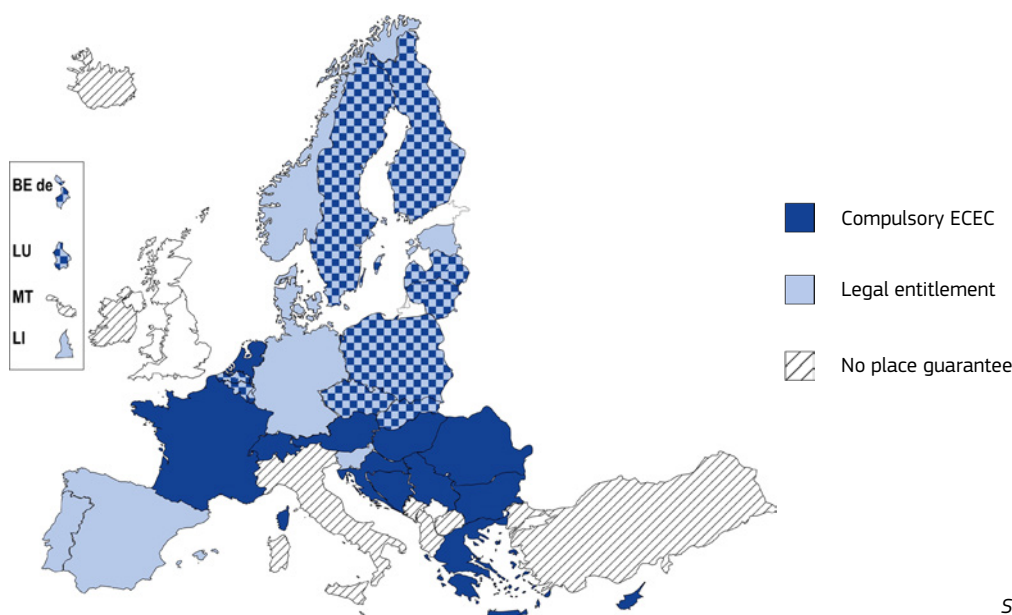 BE de
LU
MT
LI
Compulsory ECEC
Legal entitlement
No place guarantee
S